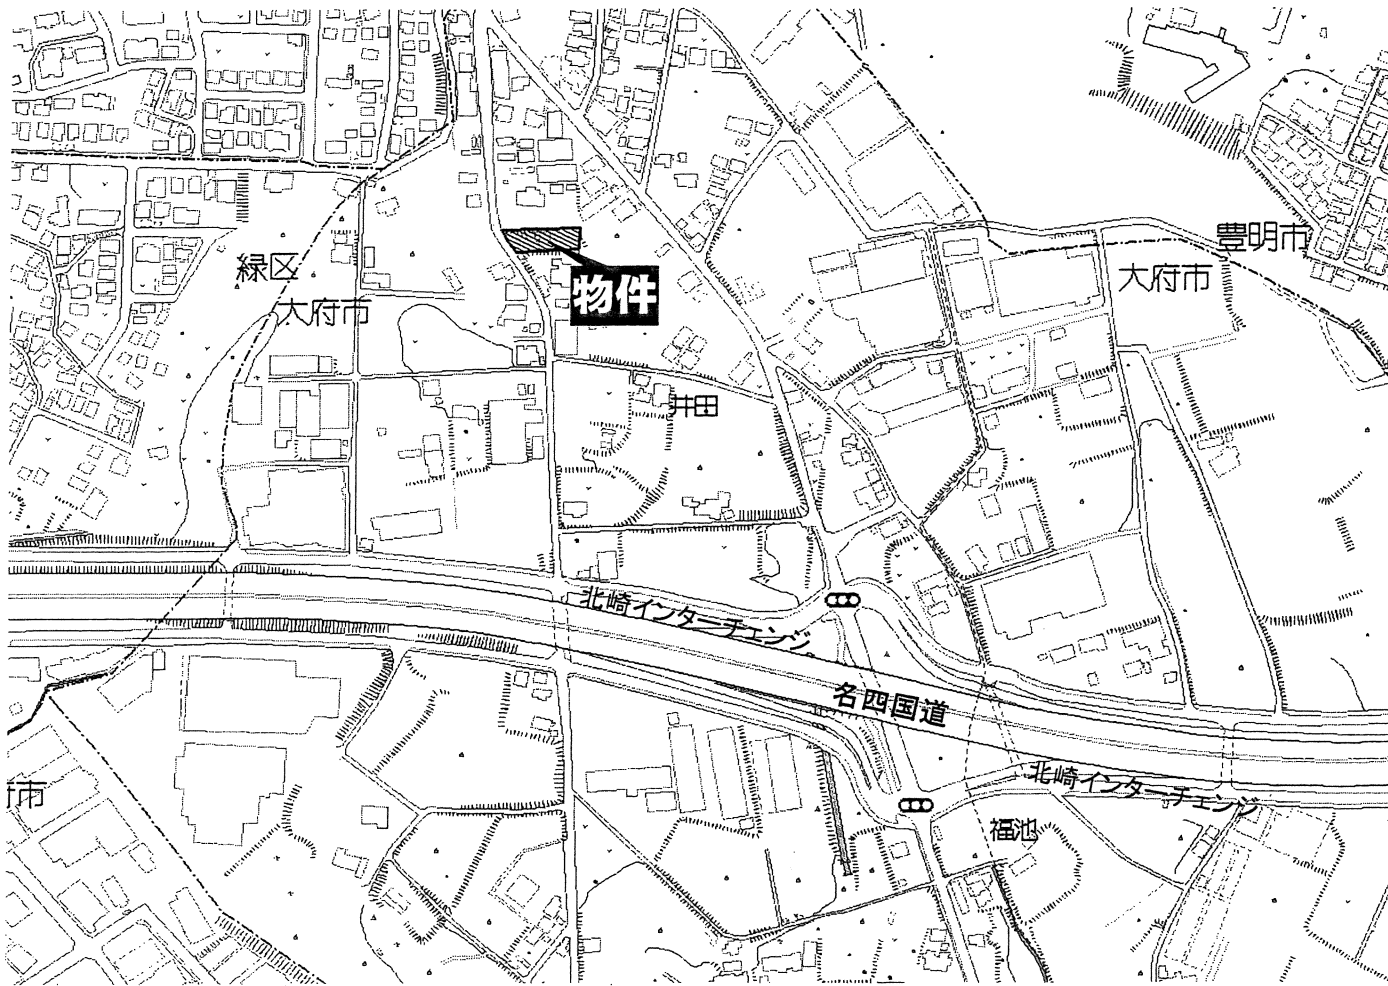 豊明市
緑区
大府市
大府市
物件
井田
北崎インターチェンジ
名四国道
北崎インターチェンジ
府市
福池